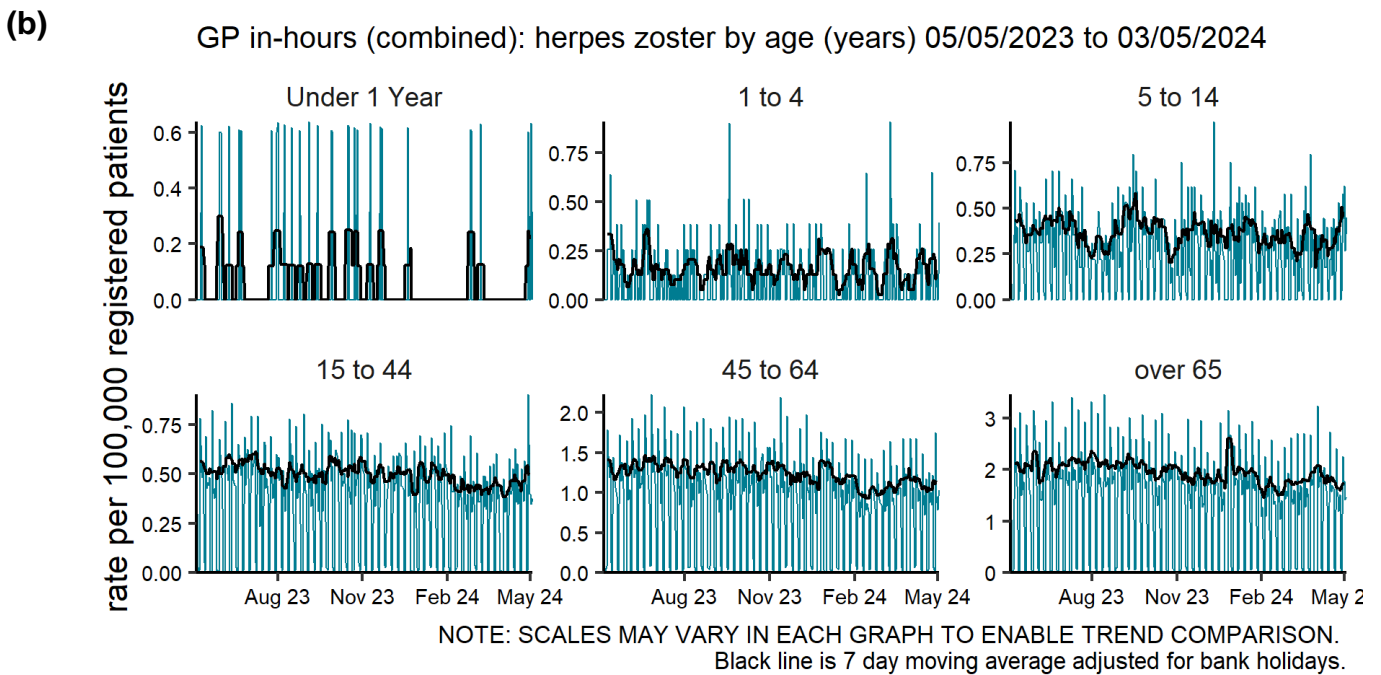 (b)
GP in-hours (combined): herpes zoster by age (years) 05/05/2023 to 03/05/2024
rate per 100,000 registered patients
Under 1 Year
0.6
0.4
0.2
0.0
1 to 4
0.75
0.50
0.25
0.00
5 to 14
0.75
0.50
0.25
0.00
15 to 44
0.75
0.50
0.25
0.00
Aug 23 Nov 23 Feb 24 May 24
45 to 64
2.0
1.5
1.0
0.5
0.0
Aug 23 Nov 23 Feb 24 May 24
over 65
3
2
1
0
Aug 23 Nov 23 Feb 24 May 2
NOTE: SCALES MAY VARY IN EACH GRAPH TO ENABLE TREND COMPARISON.
Black line is 7 day moving average adjusted for bank holidays.